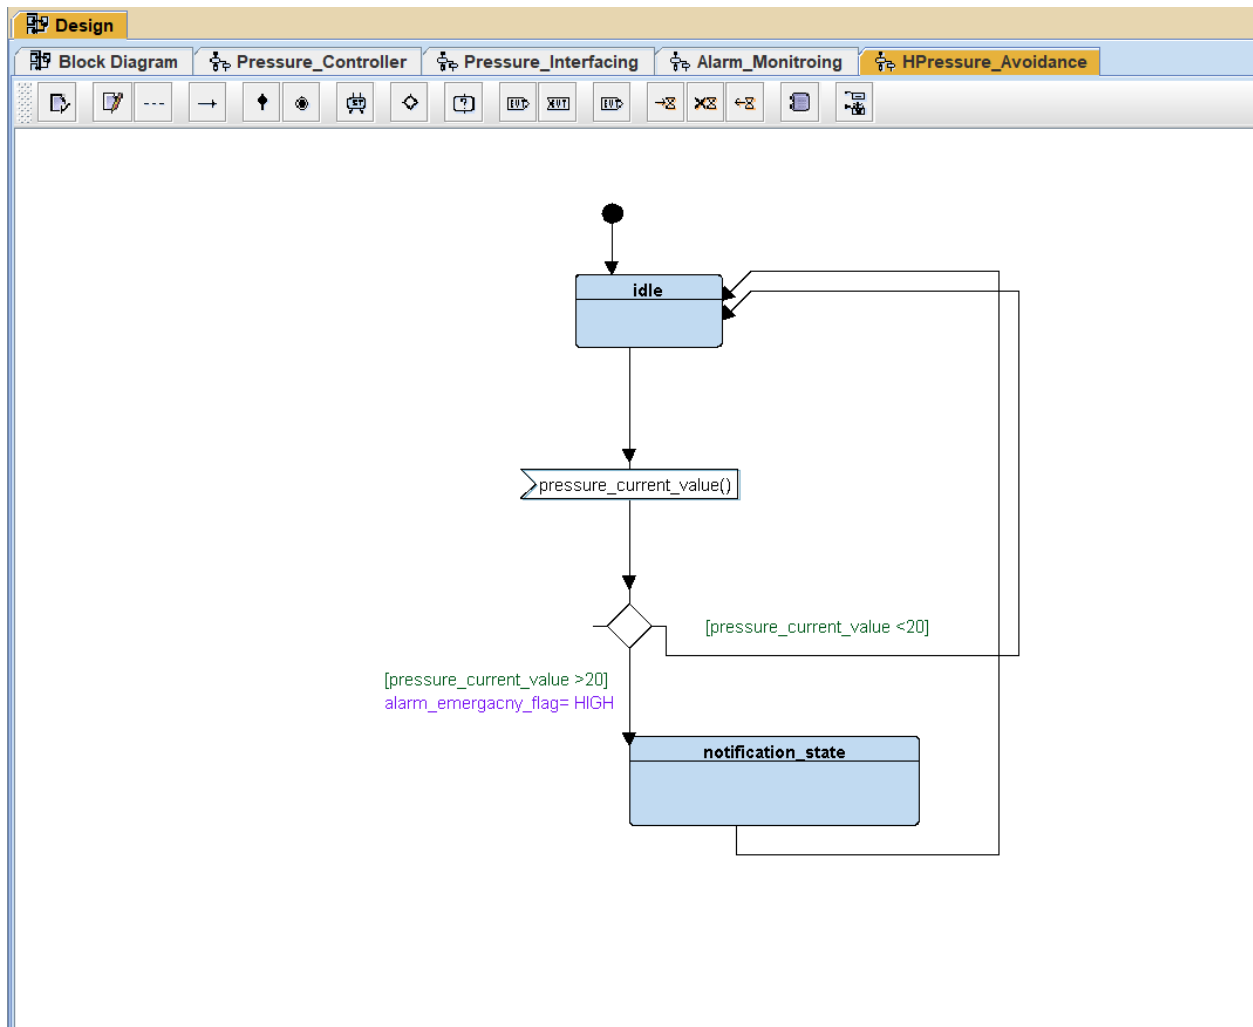 Design
Block Diagram
Pressure_Controller
Pressure_Interfacing
Alarm_Monitroing
HPressure_Avoidance
idle
pressure_current_value()
[pressure_current_value <20]
[pressure_current_value >20]
alarm_emergacny_flag= HIGH
notification_state